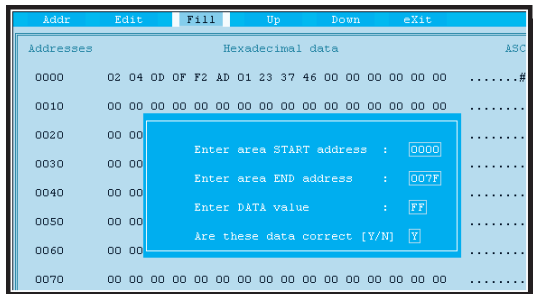 Addr Edit Fill Up Down eXit
Addresses Hexadecimal data ASC
0000 02 04 0D 0F F2 AD 01 23 37 46 00 00 00 00 00 00 .......#
0010 00 00 00 00 00 00 00 00 00 00 00 00 00 00 00 00 ........
0020 00 00 ........
Enter area START address : 0000
0030 00 00 ........
Enter area END address : 007F
0040 00 00 ........
Enter DATA value : FF
0050 00 00 ........
Are these data correct [Y/N] Y
0060 00 00 ........
0070 00 00 00 00 00 00 00 00 00 00 00 00 00 00 00 00 ........